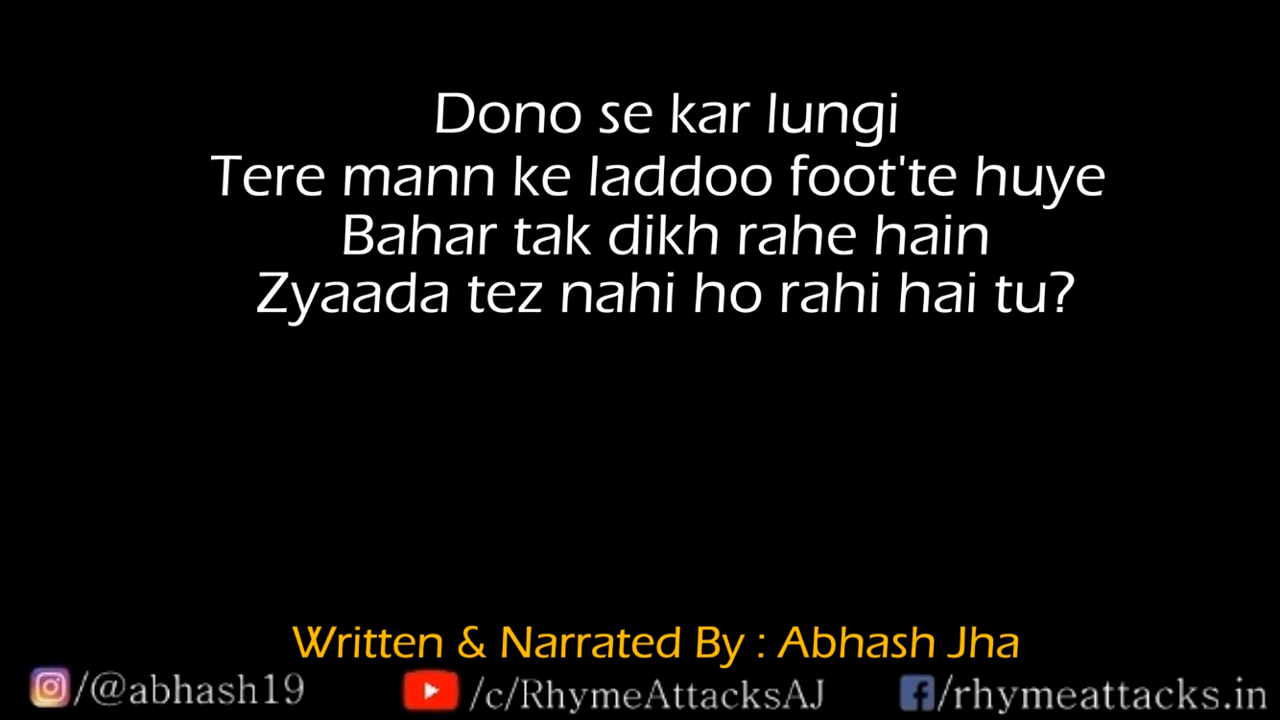 Dono se kar lungi
Tere mann ke laddoo foot'te huye
Bahar tak dikh rahe hain
Zyaada tez nahi ho rahi hai tu?
Written & Narrated By : Abhash Jha
/@abhash19 /c/RhymeAttacksAJ /rhymeattacks.in